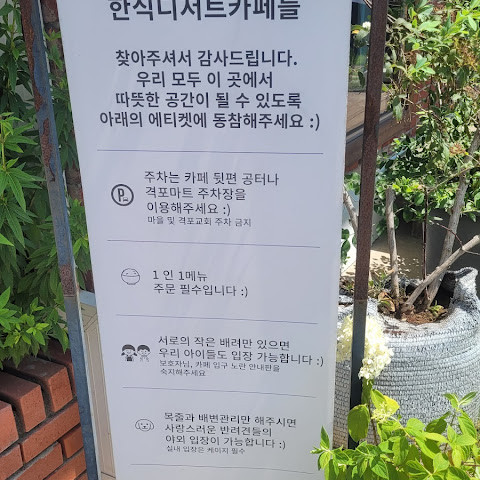 한식디저트카페들
찾아주셔서 감사드립니다.
우리 모두 이 곳에서
따뜻한 공간이 될 수 있도록
아래의 에티켓에 동참해주세요 :)
P
주차는 카페 뒷편 공터나
격포마트 주차장을
이용해주세요 :)
마을 및 격포교회 주차 금지
1 인 1메뉴
주문 필수입니다 :)
서로의 작은 배려만 있으면
우리 아이들도 입장 가능합니다 :)
보호자님, 카페 입구 노란 안내판을
숙지해주세요
목줄과 배변관리만 해주시면
사랑스러운 반려견들의
야외 입장이 가능합니다 :)
실내 입장은 케이지 필수